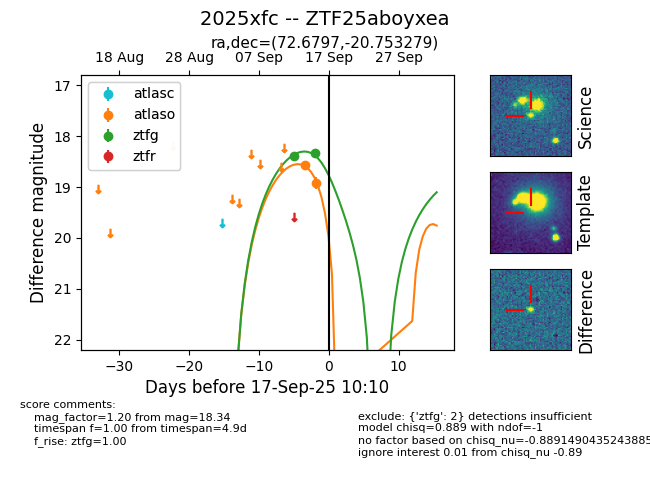 2025xfc -- ZTF25aboyxea
ra,dec=(72.6797,-20.753279)
18 Aug 28 Aug 07 Sep 17 Sep 27 Sep
17
18
19
20
21
22
Difference magnitude
atlasc
atlaso
ztfg
ztfr
−30 −20 −10 0 10
Days before 17-Sep-25 10:10
Science
Template
Difference
score comments:
mag_factor=1.20 from mag=18.34
timespan f=1.00 from timespan=4.9d
f_rise: ztfg=1.00
exclude: {'ztfg': 2} detections insufficient
model chisq=0.889 with ndof=-1
no factor based on chisq_nu=-0.8891490435243885
ignore interest 0.01 from chisq_nu -0.89